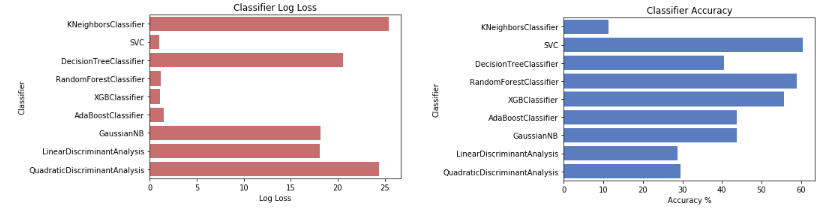 Classifier Log Loss
Classifier
KNeighborsClassifier
SVC
DecisionTreeClassifier
RandomForestClassifier
XGBClassifier
AdaBoostClassifier
GaussianNB
LinearDiscriminantAnalysis
QuadraticDiscriminantAnalysis
0 5 10 15 20 25
Log Loss
Classifier Accuracy
Classifier
KNeighborsClassifier
SVC
DecisionTreeClassifier
RandomForestClassifier
XGBClassifier
AdaBoostClassifier
GaussianNB
LinearDiscriminantAnalysis
QuadraticDiscriminantAnalysis
0 10 20 30 40 50 60
Accuracy %